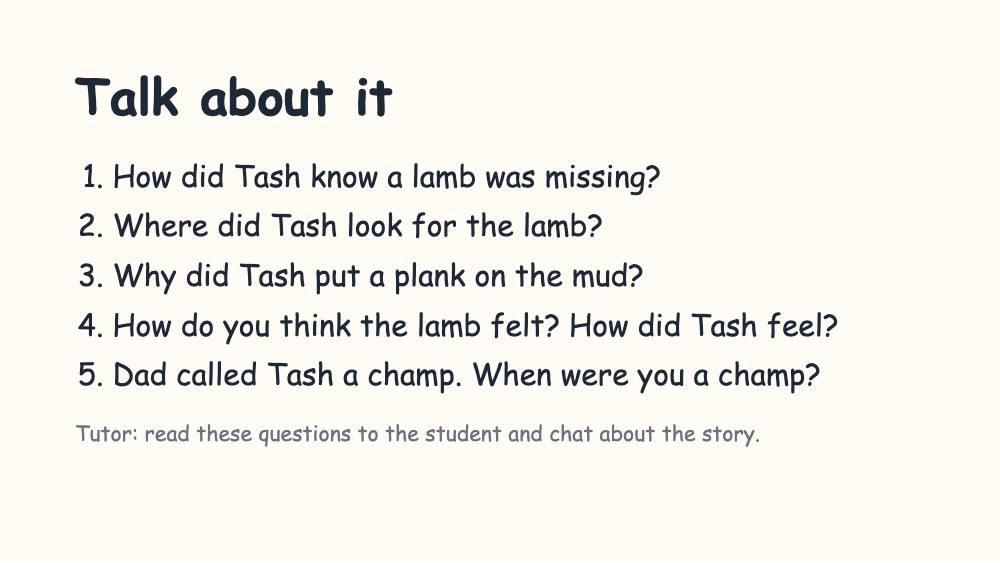 Talk about it
1. How did Tash know a lamb was missing?
2. Where did Tash look for the lamb?
3. Why did Tash put a plank on the mud?
4. How do you think the lamb felt? How did Tash feel?
5. Dad called Tash a champ. When were you a champ?
Tutor: read these questions to the student and chat about the story.